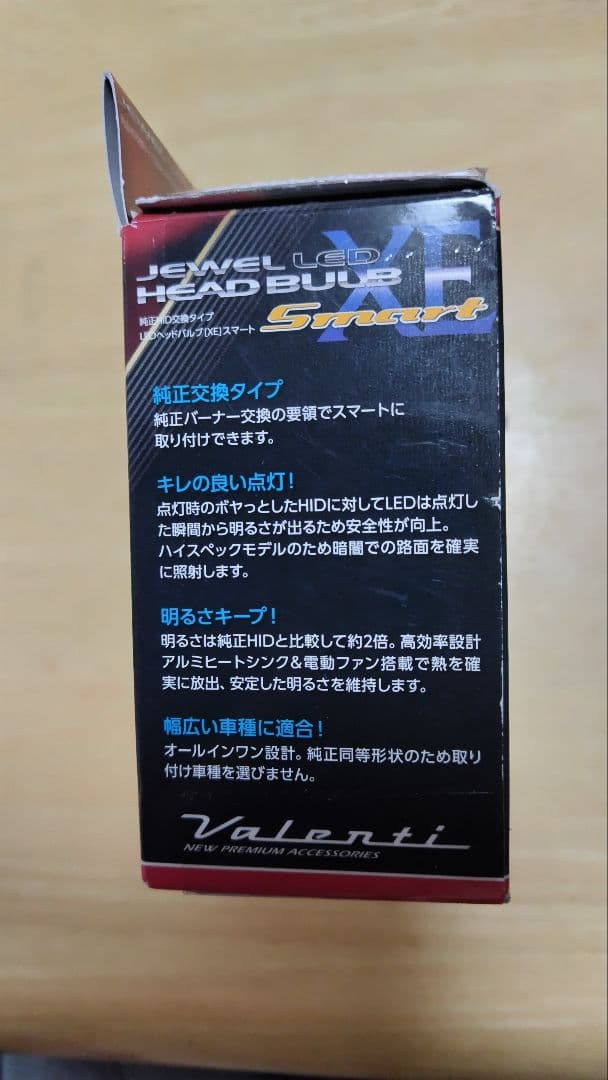 JEWEL LED
HEAD BULB XE
Smart
純正HID交換タイプ
LEDヘッドバルブ[XE]スマート
純正交換タイプ
純正バーナー交換の要領でスマートに
取り付けできます。
キレの良い点灯！
点灯時のボヤっとしたHIDに対してLEDは点灯し
た瞬間から明るさが出るため安全性が向上。
ハイスペックモデルのため暗闇での路面を確実
に照射します。
明るさキープ！
明るさは純正HIDと比較して約2倍。高効率設計
アルミヒートシンク&電動ファン搭載で熱を確
実に放出、安定した明るさを維持します。
幅広い車種に適合！
オールインワン設計。純正同等形状のため取り
付け車種を選びません。
Valenti
NEW PREMIUM ACCESSORIES